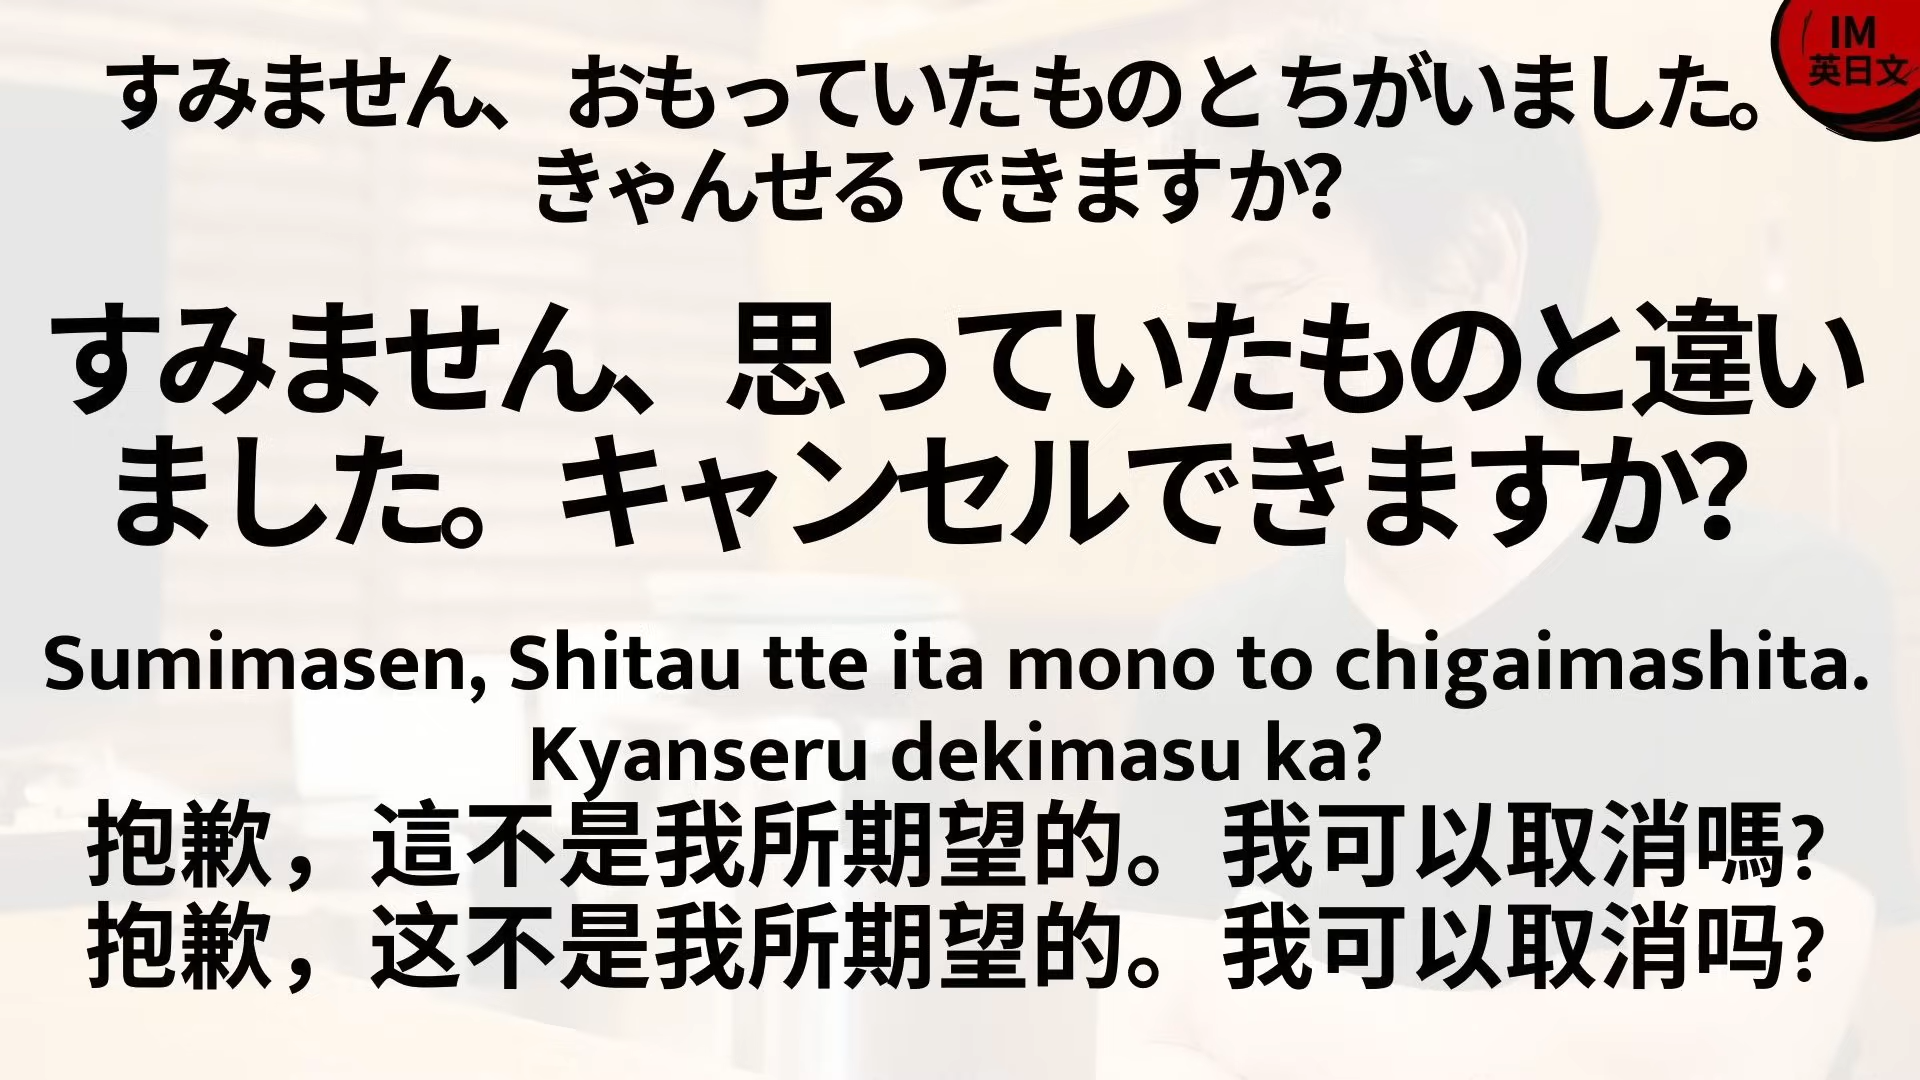 IM
英日文
すみません、おもっていたものとちがいました。
きゃんせるできますか?
すみません、思っていたものと違い
ました。キャンセルできますか?
Sumimasen, Shitau tte ita mono to chigaimashita.
Kyanseru dekimasu ka?
抱歉，這不是我所期望的。我可以取消嗎?
抱歉，这不是我所期望的。我可以取消吗?